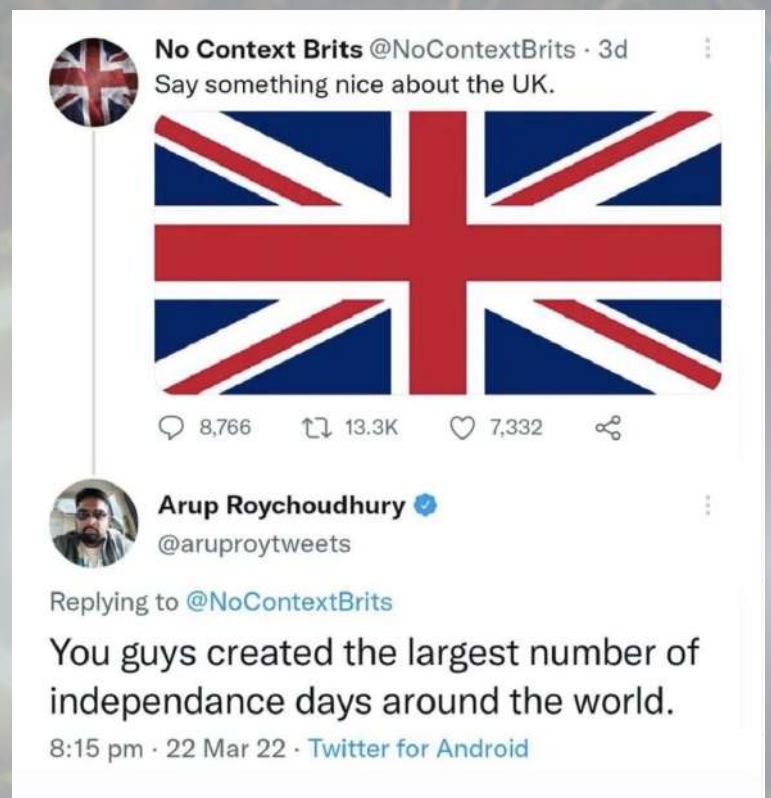 No Context Brits @NoContextBrits · 3d
Say something nice about the UK.
8,766 13.3K 7,332
Arup Roychoudhury
@aruproytweets
Replying to @NoContextBrits
You guys created the largest number of
independance days around the world.
8:15 pm · 22 Mar 22 · Twitter for Android